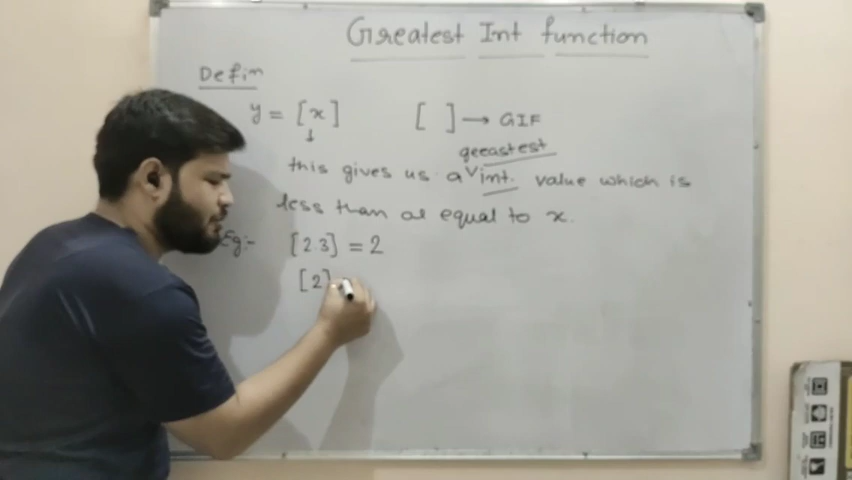 Greatest Int function
Defin
y = [x] [ ] → GIF
↓
geeastest
this gives us a ∨ int. value which is
less than or equal to x.
Eg:- [2 3] = 2
[2]